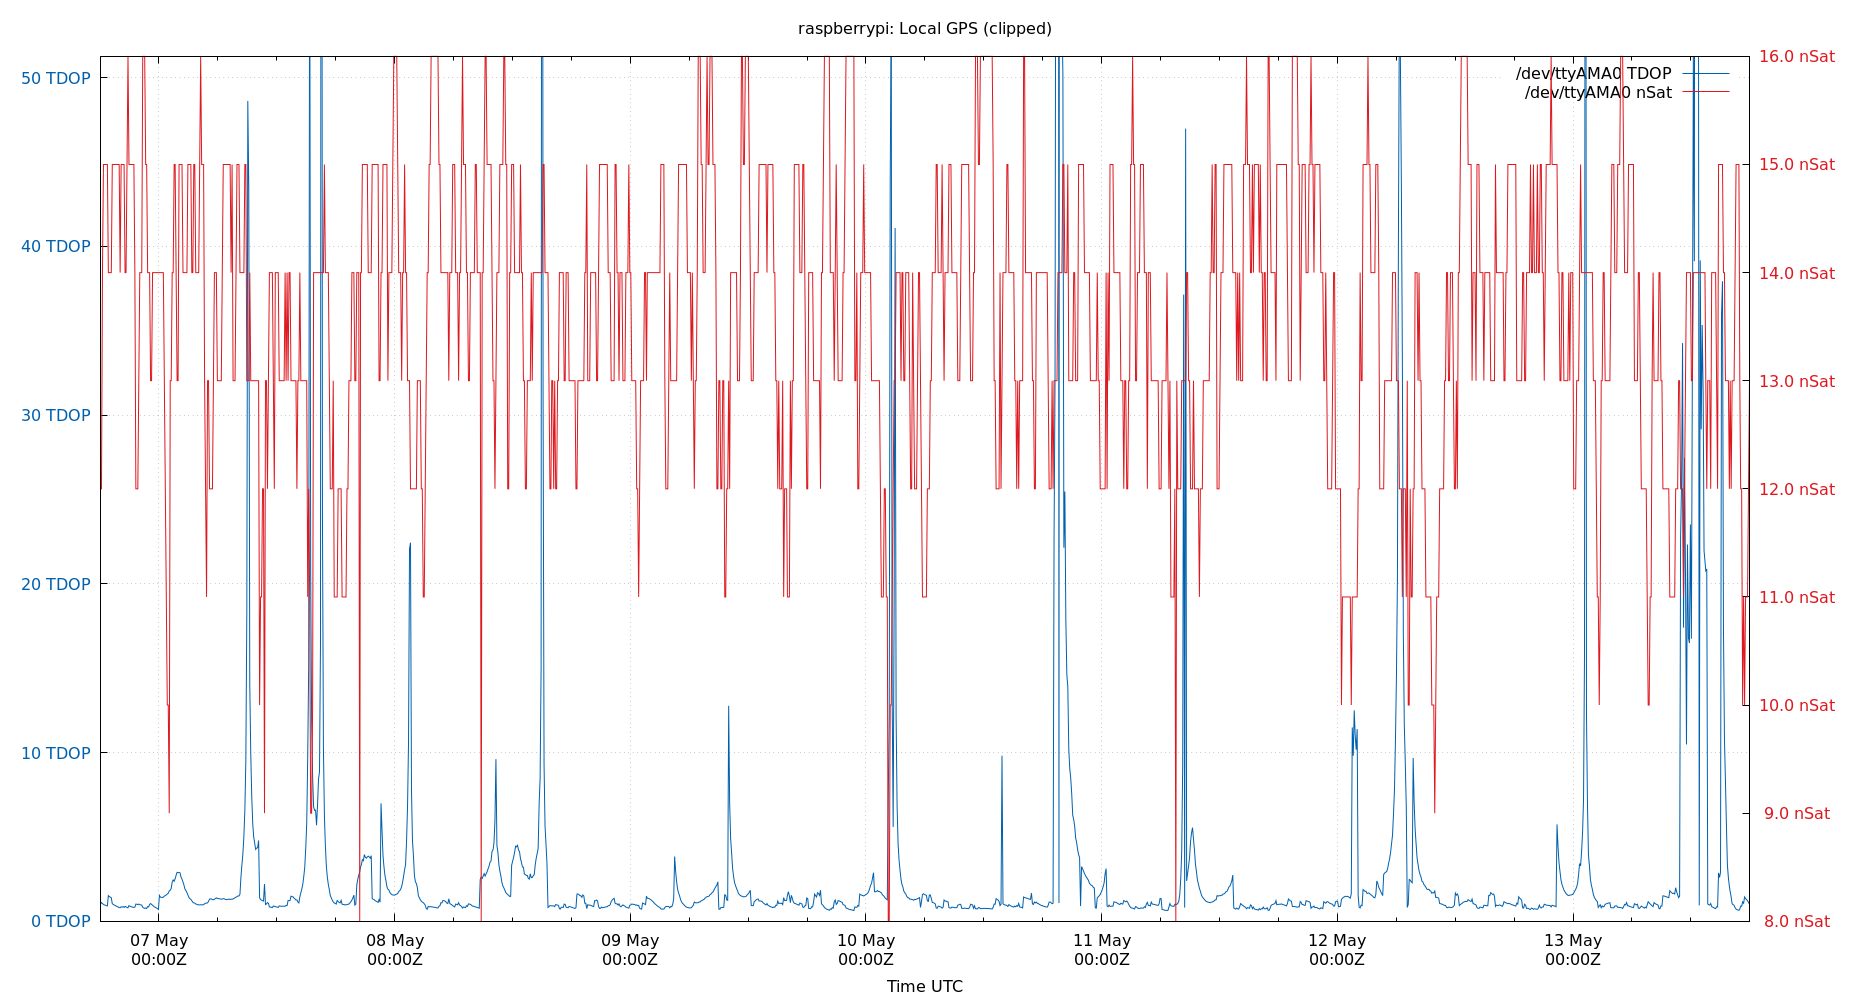 raspberrypi: Local GPS (clipped)
/dev/ttyAMA0 TDOP
/dev/ttyAMA0 nSat
50 TDOP
40 TDOP
30 TDOP
20 TDOP
10 TDOP
0 TDOP
16.0 nSat
15.0 nSat
14.0 nSat
13.0 nSat
12.0 nSat
11.0 nSat
10.0 nSat
9.0 nSat
8.0 nSat
07 May
00:00Z
08 May
00:00Z
09 May
00:00Z
10 May
00:00Z
11 May
00:00Z
12 May
00:00Z
13 May
00:00Z
Time UTC